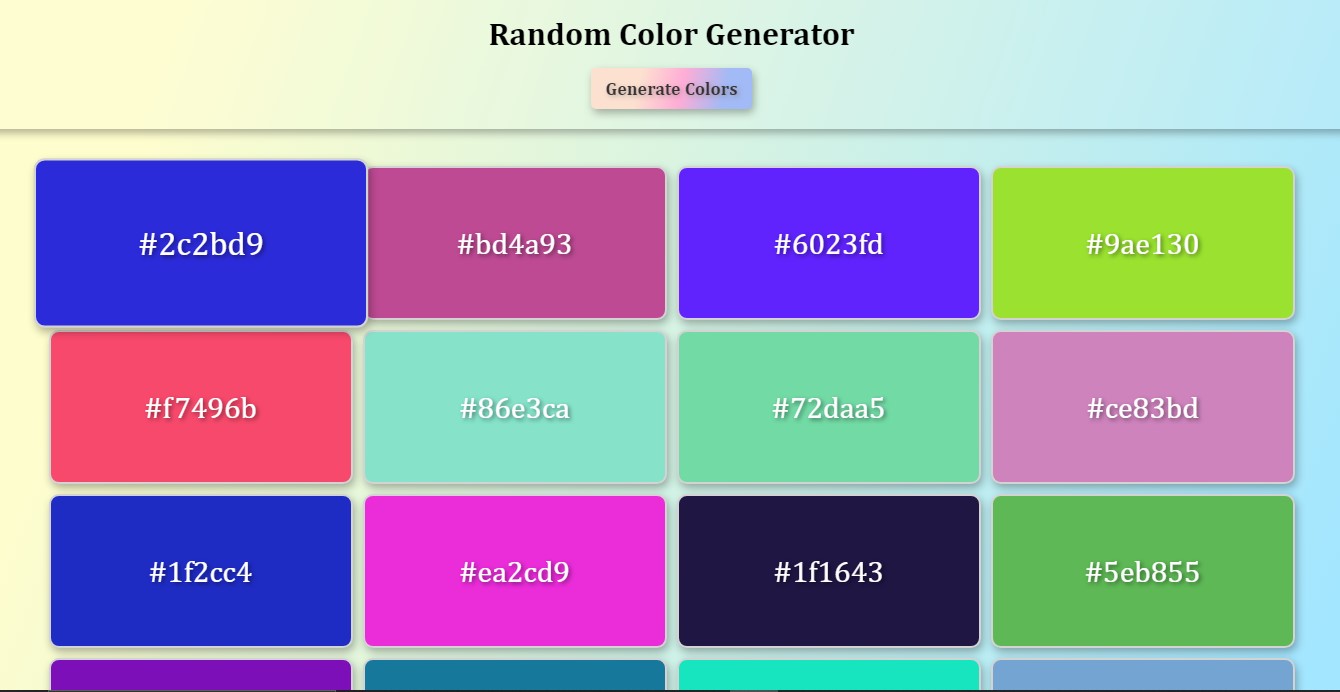 Random Color Generator
Generate Colors
#2c2bd9 #bd4a93 #6023fd #9ae130
#f7496b #86e3ca #72daa5 #ce83bd
#1f2cc4 #ea2cd9 #1f1643 #5eb855